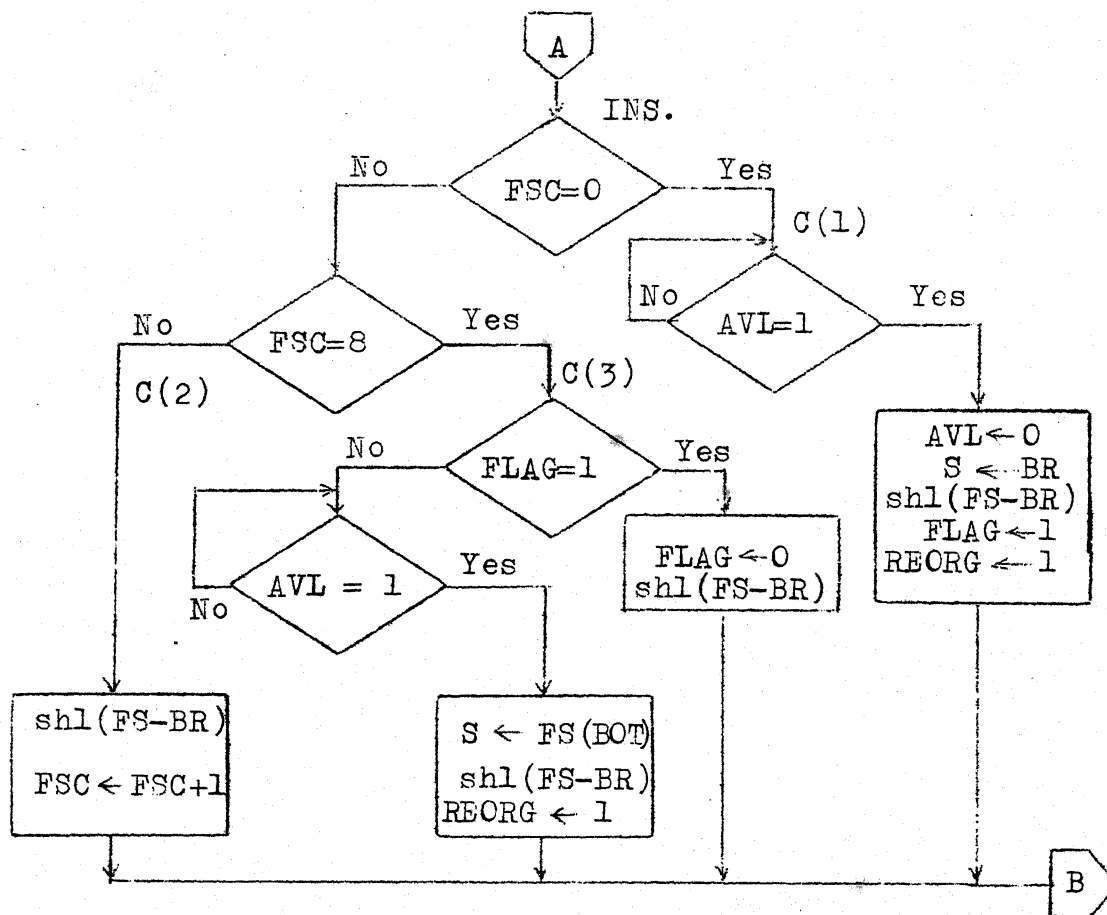 A
INS.
No
Yes
FSC=0
C(1)
No
Yes
AVL=1
No
Yes
FSC=8
C(2)
C(3)
No
Yes
FLAG=1
AVL←0
S ← BR
shl(FS-BR)
FLAG←1
REORG ← 1
FLAG←0
shl(FS-BR)
Yes
AVL = 1
No
shl(FS-BR)
FSC ← FSC+1
S ← FS(BOT)
shl(FS-BR)
REORG ← 1
B